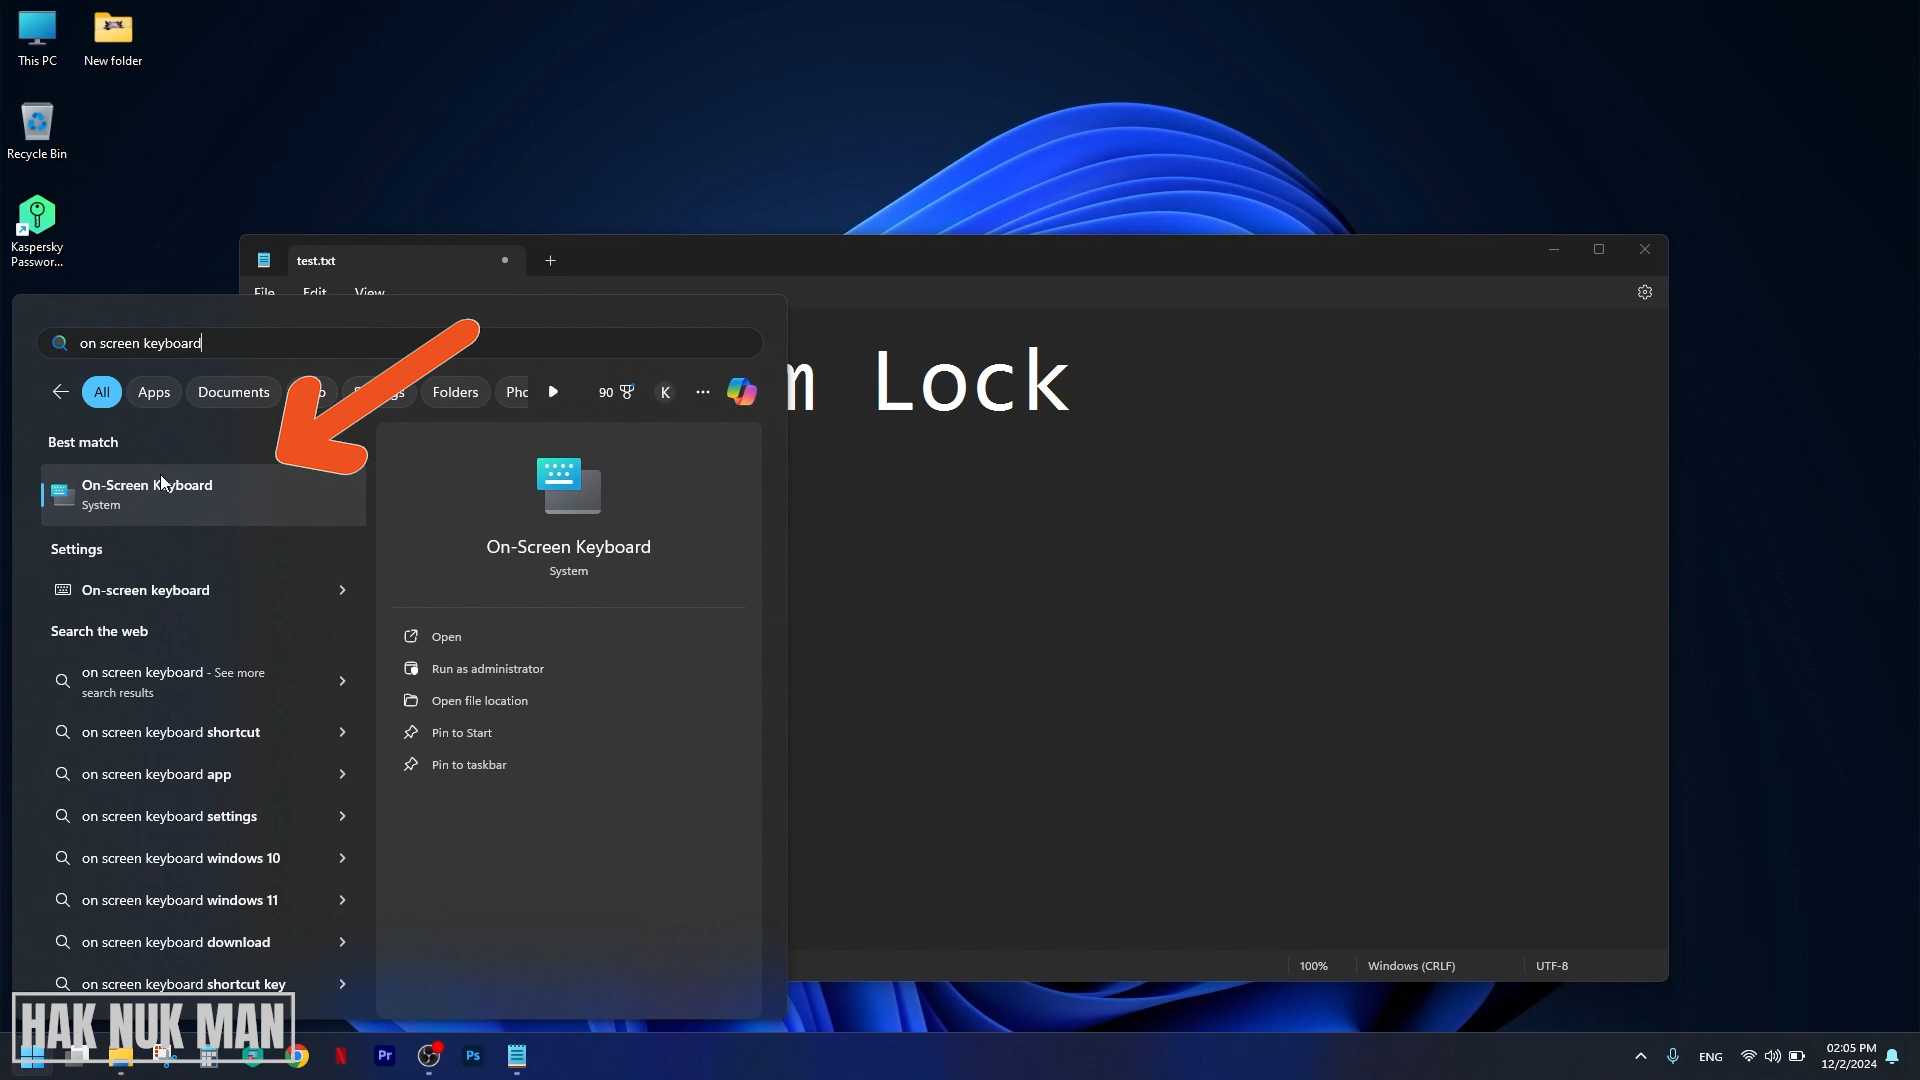 This PC
New folder
Recycle Bin
Kaspersky
Passwor...
test.txt
File
Edit
View
Lock
on screen keyboard
All
Apps
Documents
Folders
90
K
Best match
On-Screen Keyboard
System
Settings
On-screen keyboard
Search the web
on screen keyboard - See more
search results
on screen keyboard shortcut
on screen keyboard app
on screen keyboard settings
on screen keyboard windows 10
on screen keyboard windows 11
on screen keyboard download
on screen keyboard shortcut key
On-Screen Keyboard
System
Open
Run as administrator
Open file location
Pin to Start
Pin to taskbar
100%
Windows (CRLF)
UTF-8
HAK NUK MAN
Pr
Ps
ENG
02:05 PM
12/2/2024